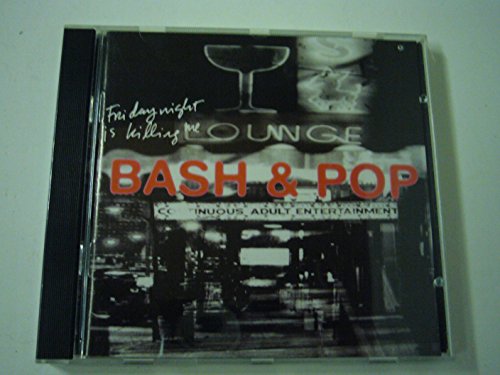 Friday night
is killing me
LOUNGE
BASH & POP
CONTINUOUS ADULT ENTERTAINMENT